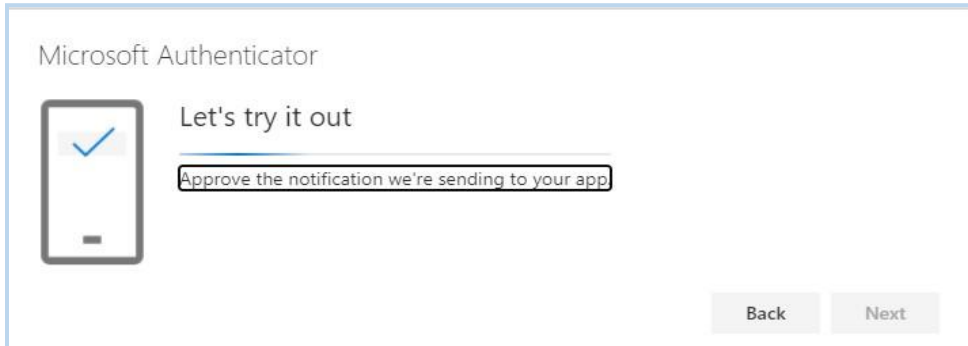 Microsoft Authenticator
Let's try it out
Approve the notification we're sending to your app.
Back
Next